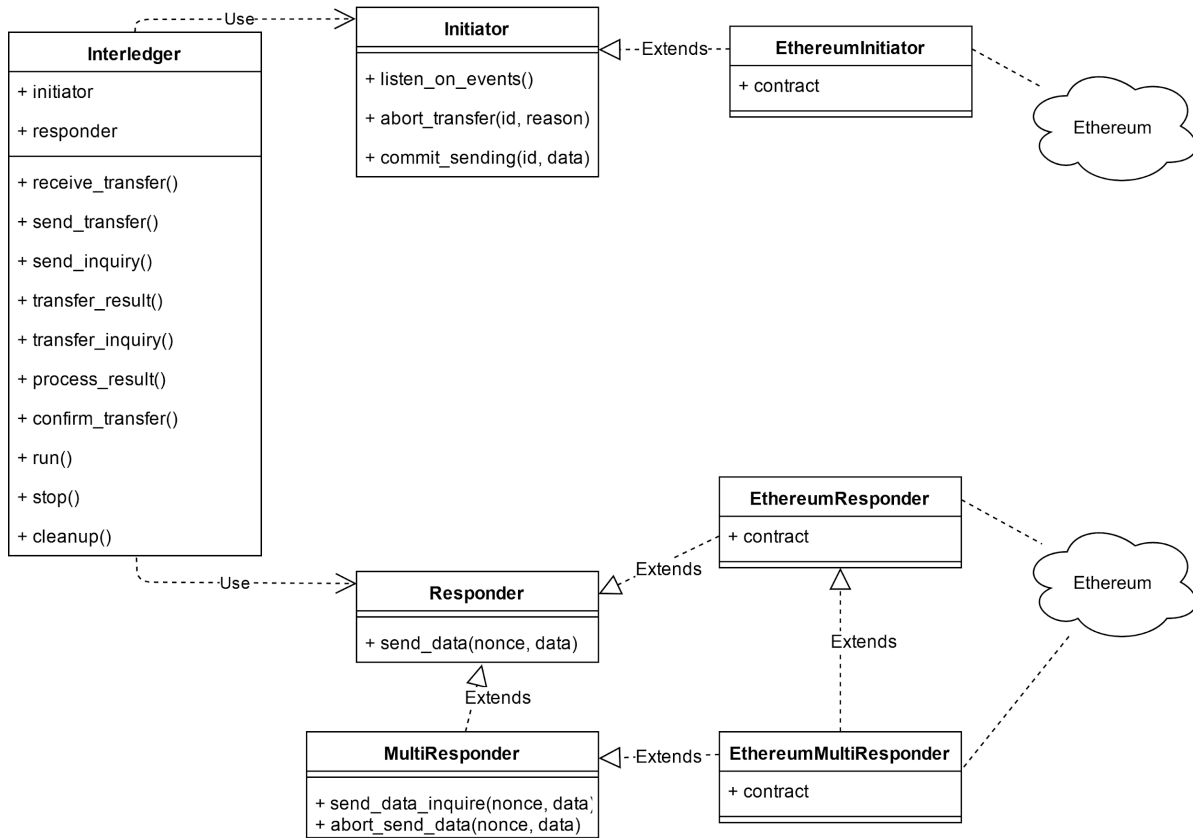 Use
Interledger
+ initiator
+ responder
+ receive_transfer()
+ send_transfer()
+ send_inquiry()
+ transfer_result()
+ transfer_inquiry()
+ process_result()
+ confirm_transfer()
+ run()
+ stop()
+ cleanup()
Initiator
+ listen_on_events()
+ abort_transfer(id, reason)
+ commit_sending(id, data)
Extends
EthereumInitiator
+ contract
Ethereum
Use
Responder
+ send_data(nonce, data)
Extends
EthereumResponder
+ contract
Ethereum
Extends
Extends
MultiResponder
+ send_data_inquire(nonce, data)
+ abort_send_data(nonce, data)
Extends
EthereumMultiResponder
+ contract